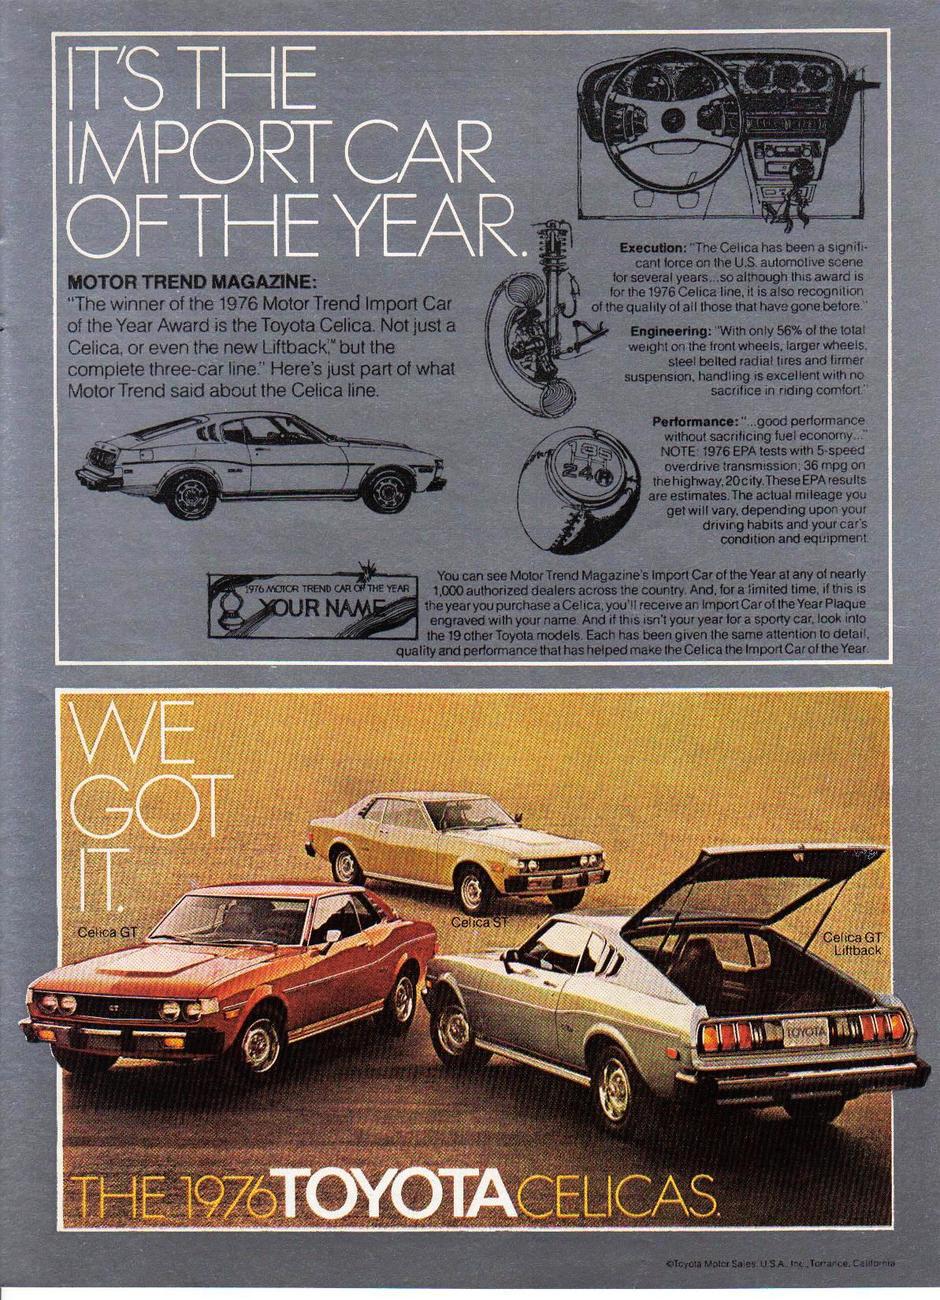 IT'S THE
IMPORT CAR
OF THE YEAR.
MOTOR TREND MAGAZINE:
"The winner of the 1976 Motor Trend Import Car
of the Year Award is the Toyota Celica. Not just a
Celica, or even the new Liftback,™ but the
complete three-car line." Here's just part of what
Motor Trend said about the Celica line.
Execution: "The Celica has been a signifi-
cant force on the U.S. automotive scene
for several years...so although this award is
for the 1976 Celica line, it is also recognition
of the quality of all those that have gone before."
Engineering: "With only 56% of the total
weight on the front wheels, larger wheels,
steel belted radial tires and firmer
suspension, handling is excellent with no
sacrifice in riding comfort."
Performance: "...good performance
without sacrificing fuel economy..."
NOTE: 1976 EPA tests with 5-speed
overdrive transmission; 36 mpg on
the highway, 20 city. These EPA results
are estimates. The actual mileage you
get will vary, depending upon your
driving habits and your car's
condition and equipment
1 3 5
2 4 R
1976 MOTOR TREND CAR OF THE YEAR
YOUR NAME
You can see Motor Trend Magazine's Import Car of the Year at any of nearly
1,000 authorized dealers across the country. And, for a limited time, if this is
the year you purchase a Celica, you'll receive an Import Car of the Year Plaque
engraved with your name. And if this isn't your year for a sporty car, look into
the 19 other Toyota models. Each has been given the same attention to detail,
quality and performance that has helped make the Celica the Import Car of the Year.
WE
GOT
IT.
Celica GT
Celica ST
Celica GT
Liftback
GT
TOYOTA
THE 1976 TOYOTA CELICAS.
©Toyota Motor Sales, U.S.A., Inc., Torrance, California